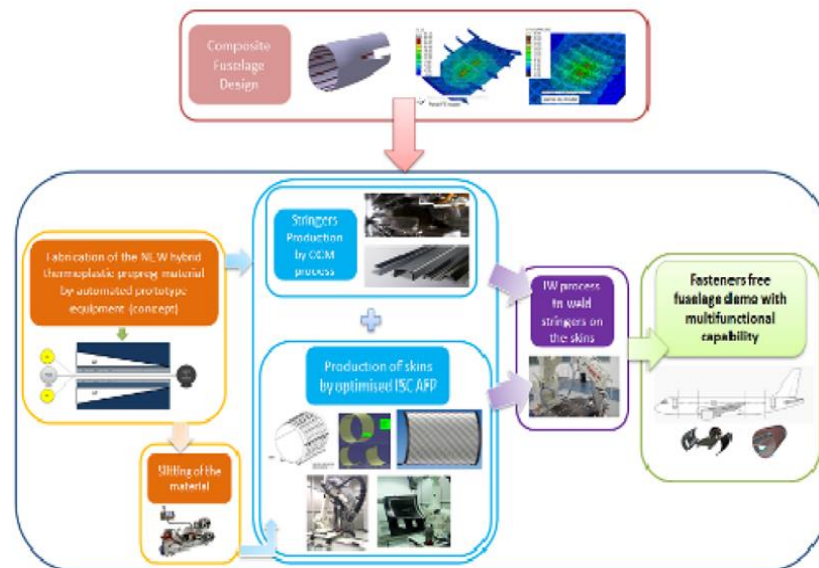 Composite
Fuselage
Design
Stringers
Production
by CCM
process
Fabrication of the NEW hybrid
thermoplastic prepreg material
by automated prototype
equipment (concept)
Slitting of the
material
Production of skins
by optimised ISC AFP
IW process
to weld
stringers
on the skins
Fasteners free
fuselage demo with
multifunctional
capability